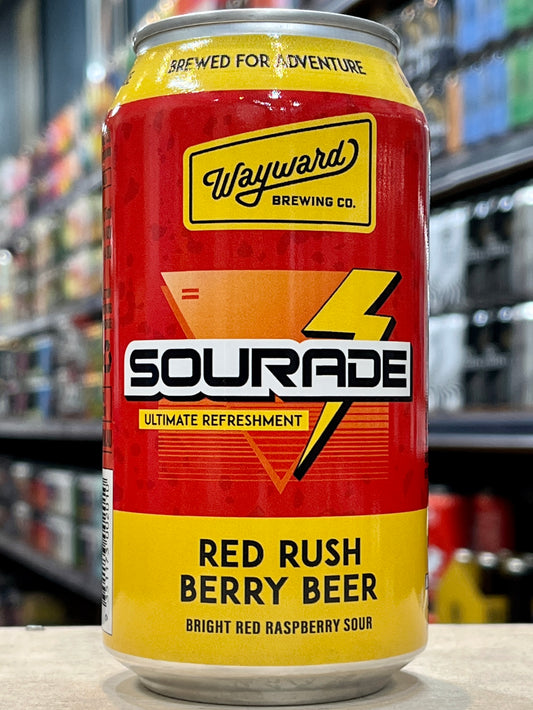 BREWED FOR ADVENTURE
Wayward
BREWING CO.
SOURADE
ULTIMATE REFRESHMENT
RED RUSH
BERRY BEER
BRIGHT RED RASPBERRY SOUR